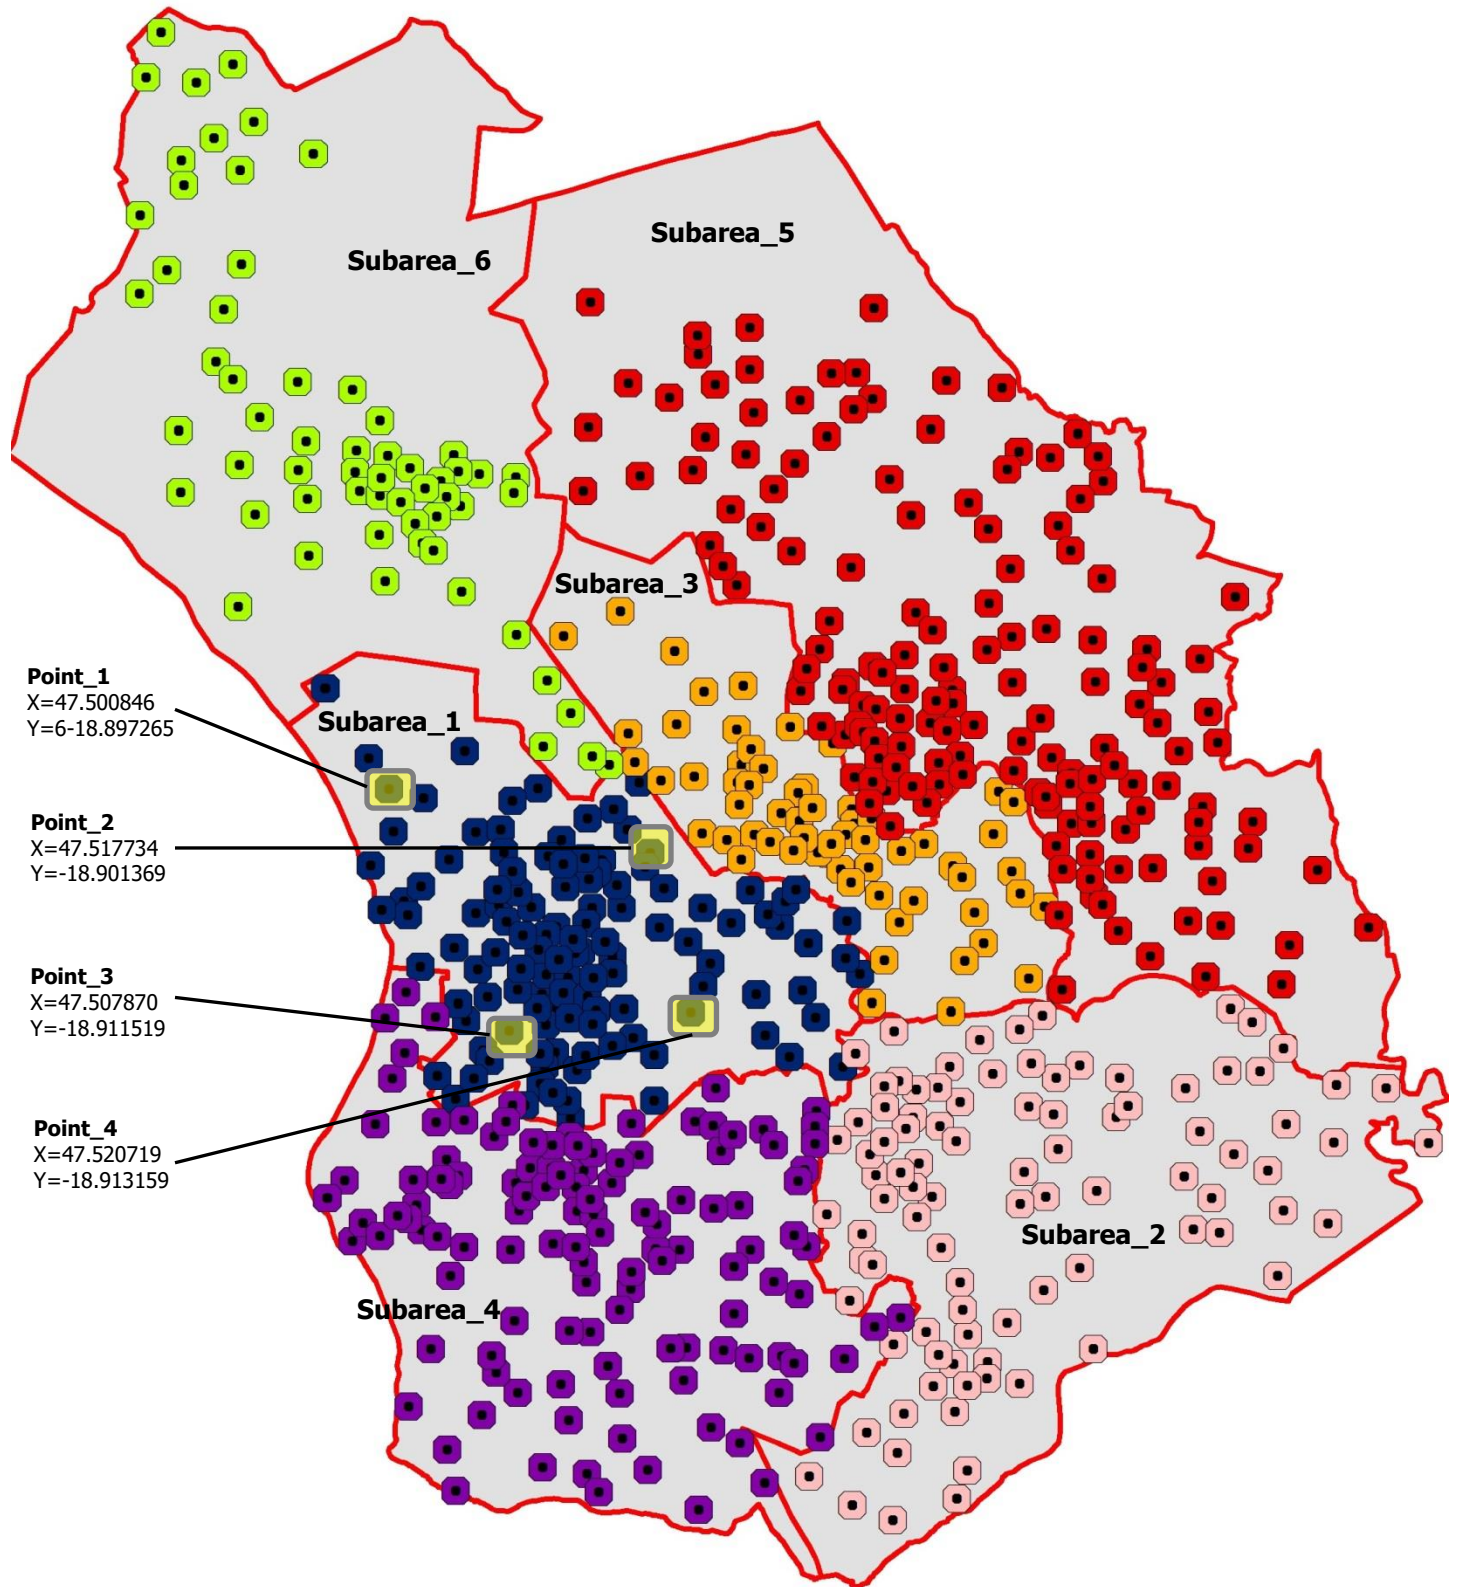 Subarea_5
Subarea_6
Subarea_3
Point_1
X=47.500846
Y=6-18.897265
Subarea_1
Point_2
X=47.517734
Y=-18.901369
Point_3
X=47.507870
Y=-18.911519
Point_4
X=47.520719
Y=-18.913159
Subarea_2
Subarea_4